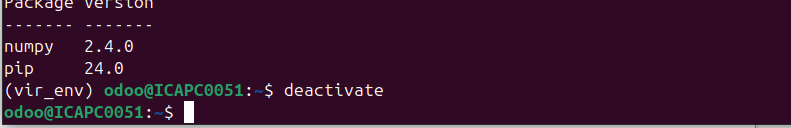 Package Version
------- -------
numpy   2.4.0
pip     24.0
(vir_env) odoo@ICAPC0051:~$ deactivate
odoo@ICAPC0051:~$